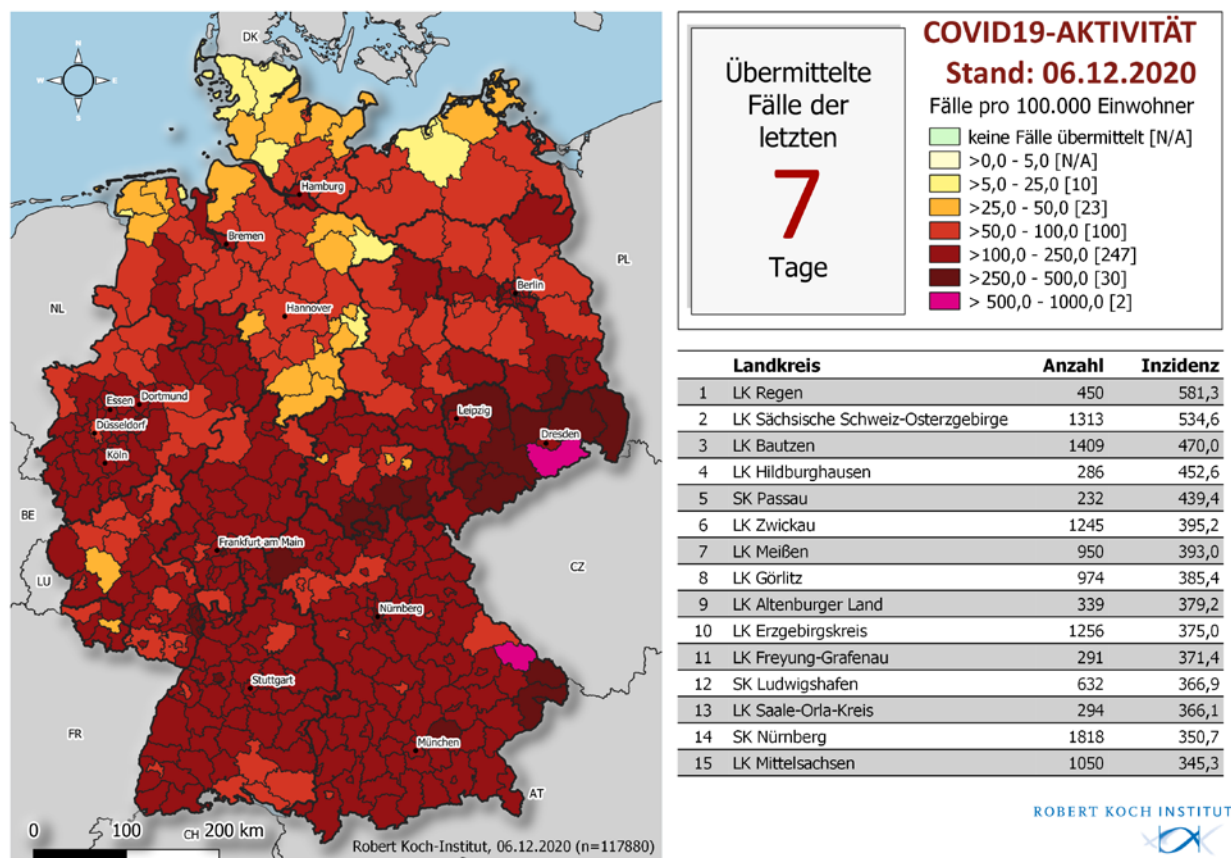 DK
N
W
E
S
Hamburg
Bremen
PL
Berlin
NL
Hannover
Essen
Dortmund
Düsseldorf
Leipzig
Dresden
Köln
BE
Frankfurt am Main
LU
CZ
Nürnberg
Stuttgart
FR
München
AT
0 100 200 km
CH
Robert Koch-Institut, 06.12.2020 (n=117880)
Übermittelte
Fälle der
letzten
7
Tage
COVID19-AKTIVITÄT
Stand: 06.12.2020
Fälle pro 100.000 Einwohner
keine Fälle übermittelt [N/A]
>0,0 - 5,0 [N/A]
>5,0 - 25,0 [10]
>25,0 - 50,0 [23]
>50,0 - 100,0 [100]
>100,0 - 250,0 [247]
>250,0 - 500,0 [30]
> 500,0 - 1000,0 [2]
Landkreis Anzahl Inzidenz
1 LK Regen 450 581,3
2 LK Sächsische Schweiz-Osterzgebirge 1313 534,6
3 LK Bautzen 1409 470,0
4 LK Hildburghausen 286 452,6
5 SK Passau 232 439,4
6 LK Zwickau 1245 395,2
7 LK Meißen 950 393,0
8 LK Görlitz 974 385,4
9 LK Altenburger Land 339 379,2
10 LK Erzgebirgskreis 1256 375,0
11 LK Freyung-Grafenau 291 371,4
12 SK Ludwigshafen 632 366,9
13 LK Saale-Orla-Kreis 294 366,1
14 SK Nürnberg 1818 350,7
15 LK Mittelsachsen 1050 345,3
ROBERT KOCH INSTITUT